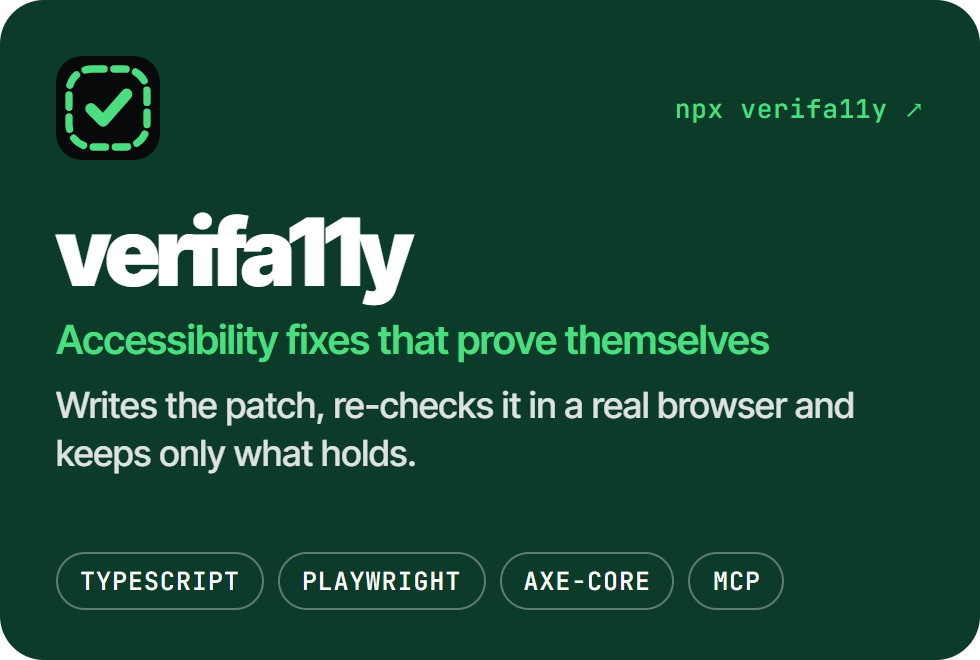 npx verifa11y ↗
verifa11y
Accessibility fixes that prove themselves
Writes the patch, re-checks it in a real browser and
keeps only what holds.
TYPESCRIPT
PLAYWRIGHT
AXE-CORE
MCP